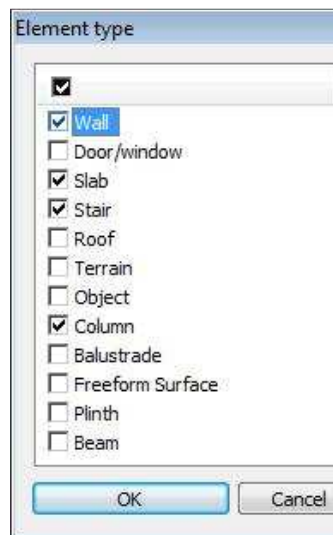 Element type
Wall
Door/window
Slab
Stair
Roof
Terrain
Object
Column
Balustrade
Freeform Surface
Plinth
Beam
OK Cancel